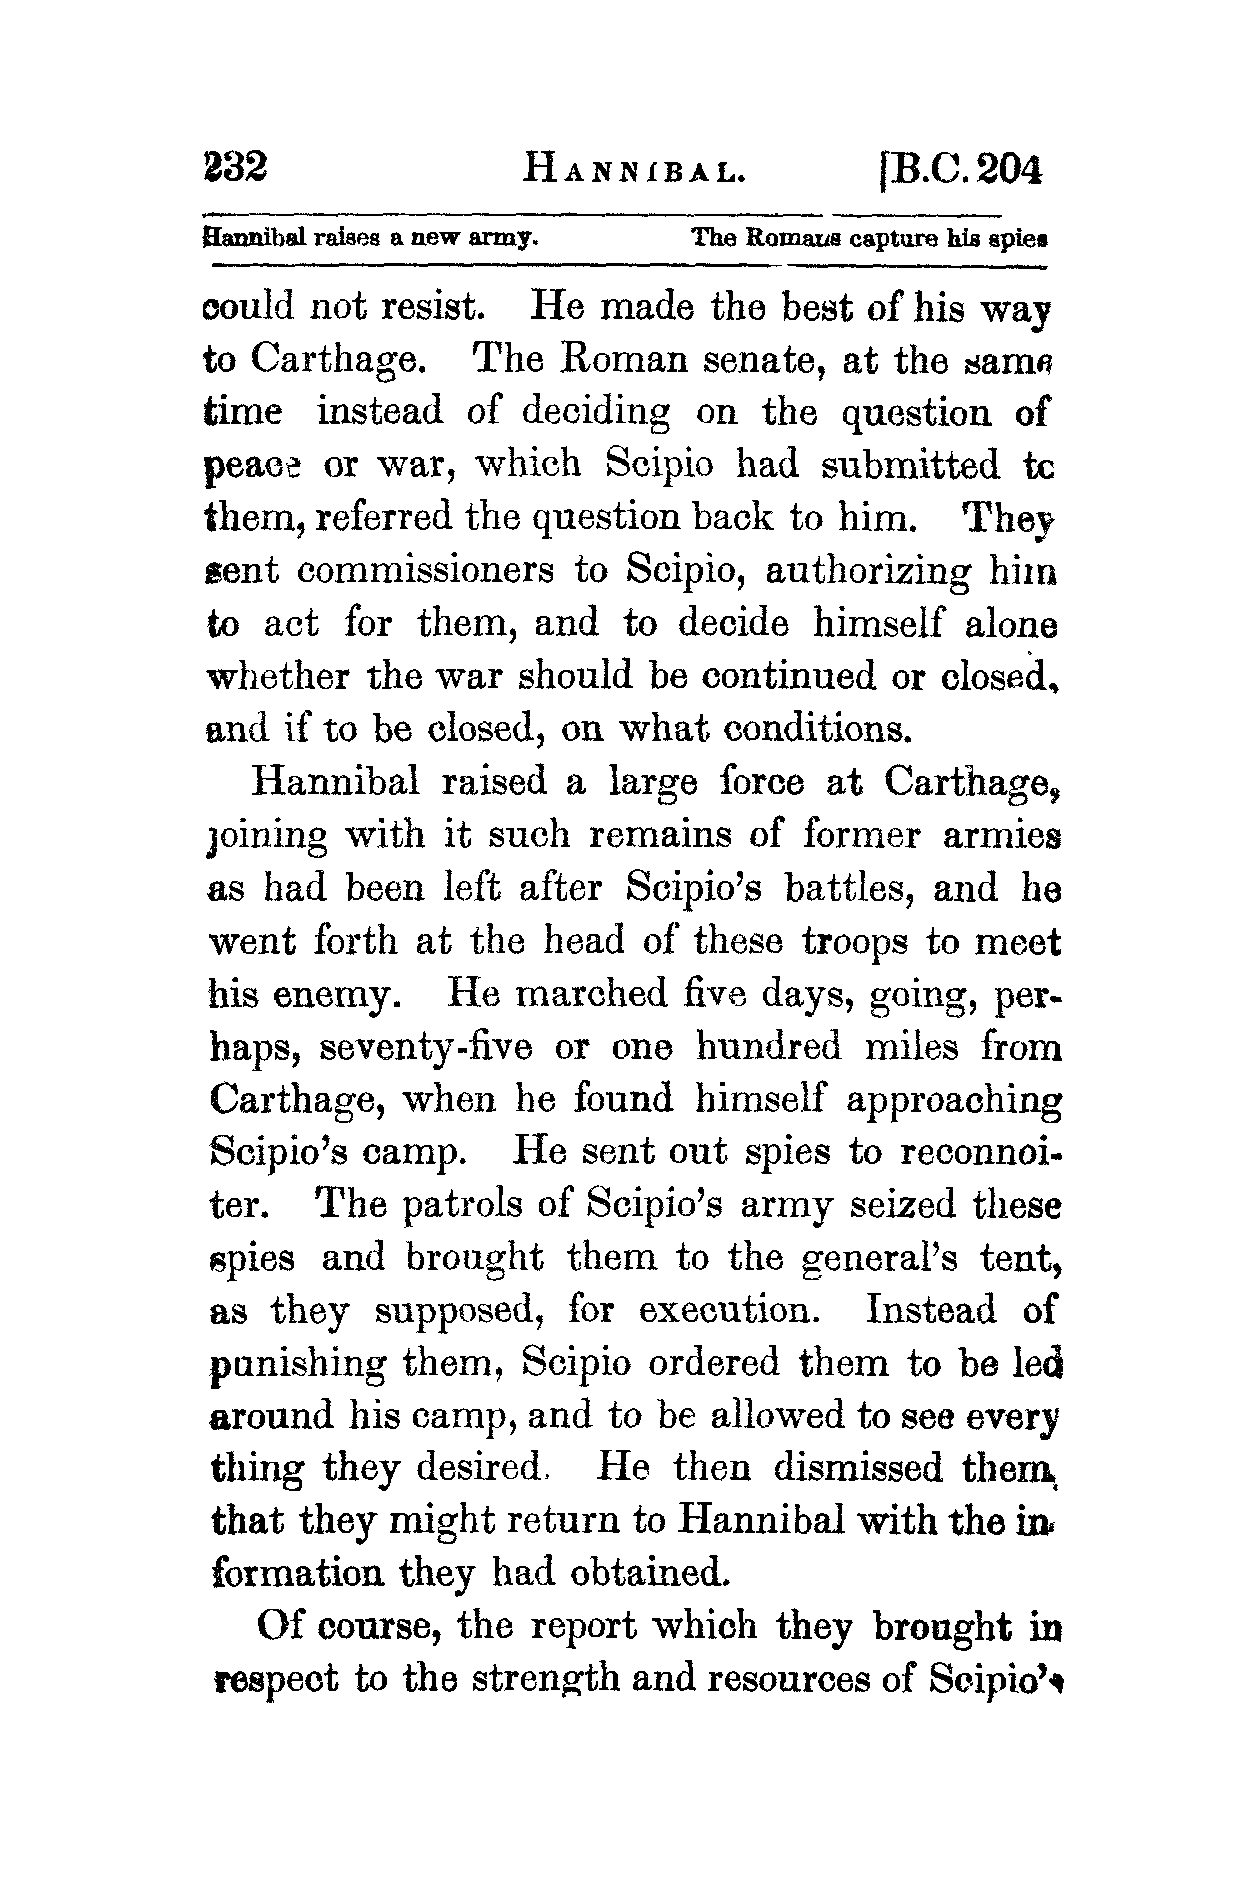 232 HANNIBAL. [B.C. 204
Hannibal raises a new army. The Romans capture his spies
could not resist. He made the best of his way
to Carthage. The Roman senate, at the same
time instead of deciding on the question of
peace or war, which Scipio had submitted to
them, referred the question back to him. They
sent commissioners to Scipio, authorizing him
to act for them, and to decide himself alone
whether the war should be continued or closed,
and if to be closed, on what conditions.
Hannibal raised a large force at Carthage,
joining with it such remains of former armies
as had been left after Scipio's battles, and he
went forth at the head of these troops to meet
his enemy. He marched five days, going, per-
haps, seventy-five or one hundred miles from
Carthage, when he found himself approaching
Scipio's camp. He sent out spies to reconnoi-
ter. The patrols of Scipio's army seized these
spies and brought them to the general's tent,
as they supposed, for execution. Instead of
punishing them, Scipio ordered them to be led
around his camp, and to be allowed to see every
thing they desired. He then dismissed them,
that they might return to Hannibal with the in-
formation they had obtained.
Of course, the report which they brought in
respect to the strength and resources of Scipio's